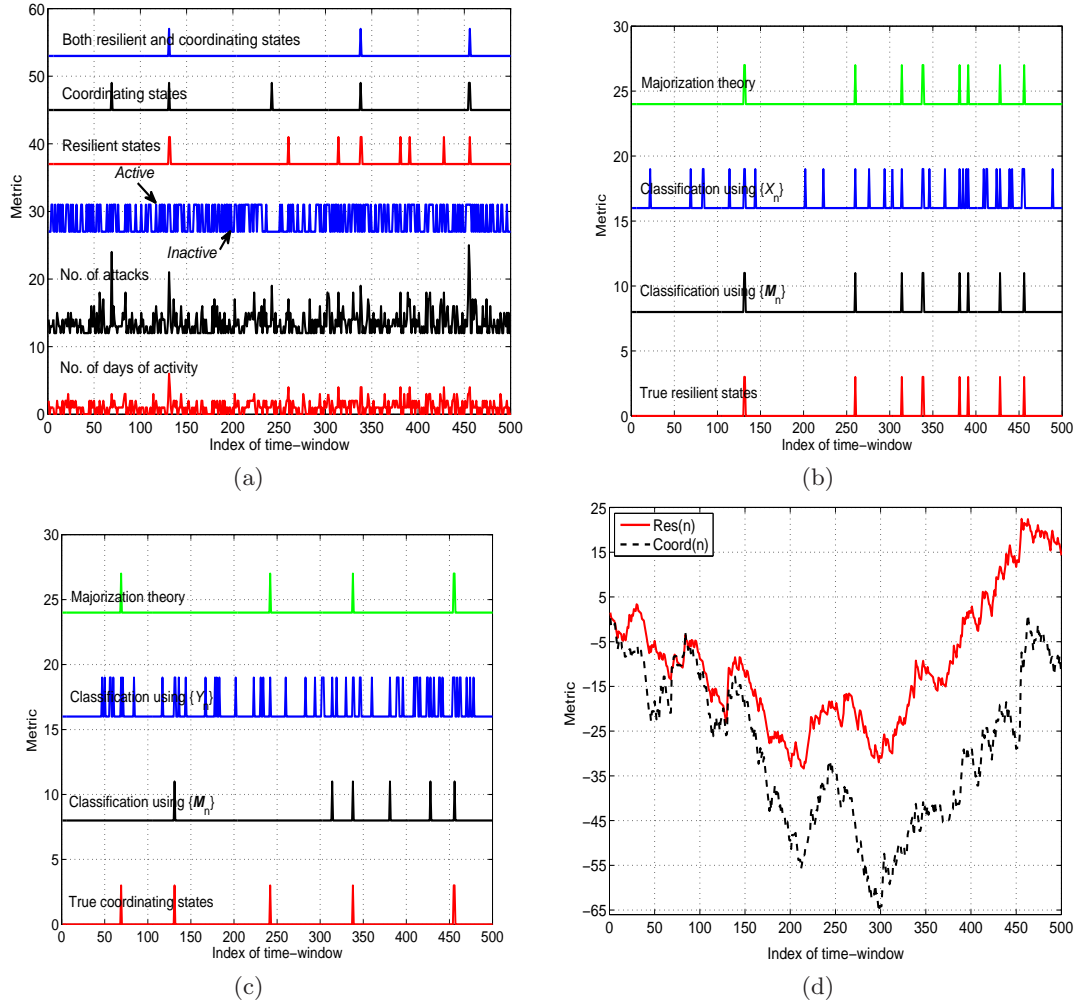 60
50
40
30
20
10
0
Metric
Both resilient and coordinating states
Coordinating states
Resilient states
Active
Inactive
No. of attacks
No. of days of activity
0 50 100 150 200 250 300 350 400 450 500
Index of time-window
(a)
30
25
20
15
10
5
0
Metric
Majorization theory
Classification using {Xn}
Classification using {Mn}
True resilient states
0 50 100 150 200 250 300 350 400 450 500
Index of time-window
(b)
30
25
20
15
10
5
0
Metric
Majorization theory
Classification using {Yn}
Classification using {Mn}
True coordinating states
0 50 100 150 200 250 300 350 400 450 500
Index of time-window
(c)
25
15
5
-5
-15
-25
-35
-45
-55
-65
Metric
Res(n)
Coord(n)
0 50 100 150 200 250 300 350 400 450 500
Index of time-window
(d)